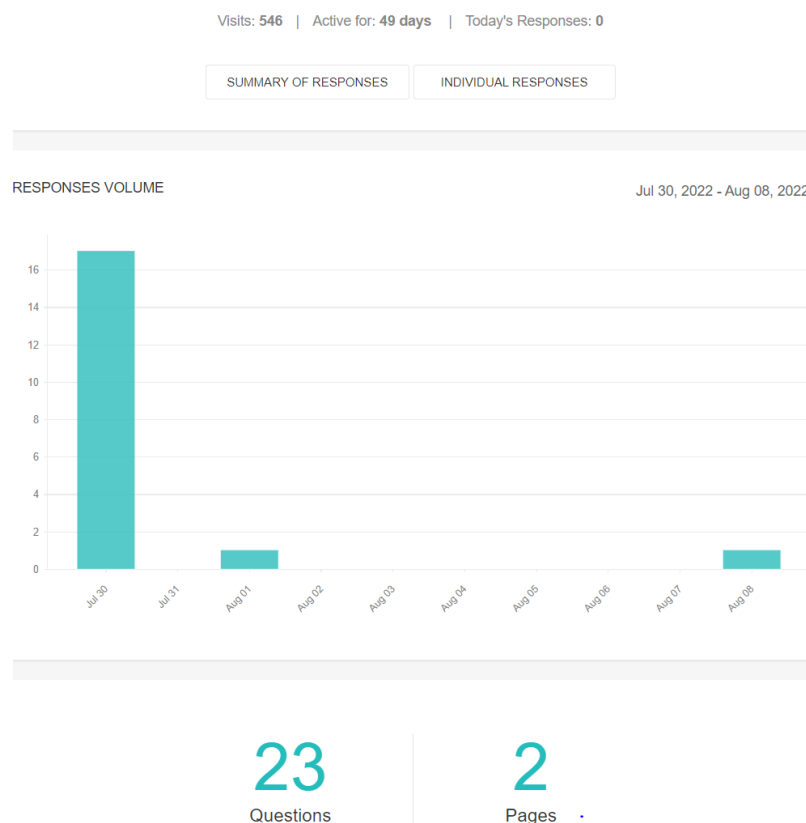 Visits: 546 | Active for: 49 days | Today's Responses: 0
SUMMARY OF RESPONSES INDIVIDUAL RESPONSES
RESPONSES VOLUME Jul 30, 2022 - Aug 08, 2022
16
14
12
10
8
6
4
2
0
Jul 30 Jul 31 Aug 01 Aug 02 Aug 03 Aug 04 Aug 05 Aug 06 Aug 07 Aug 08
23 2
Questions Pages